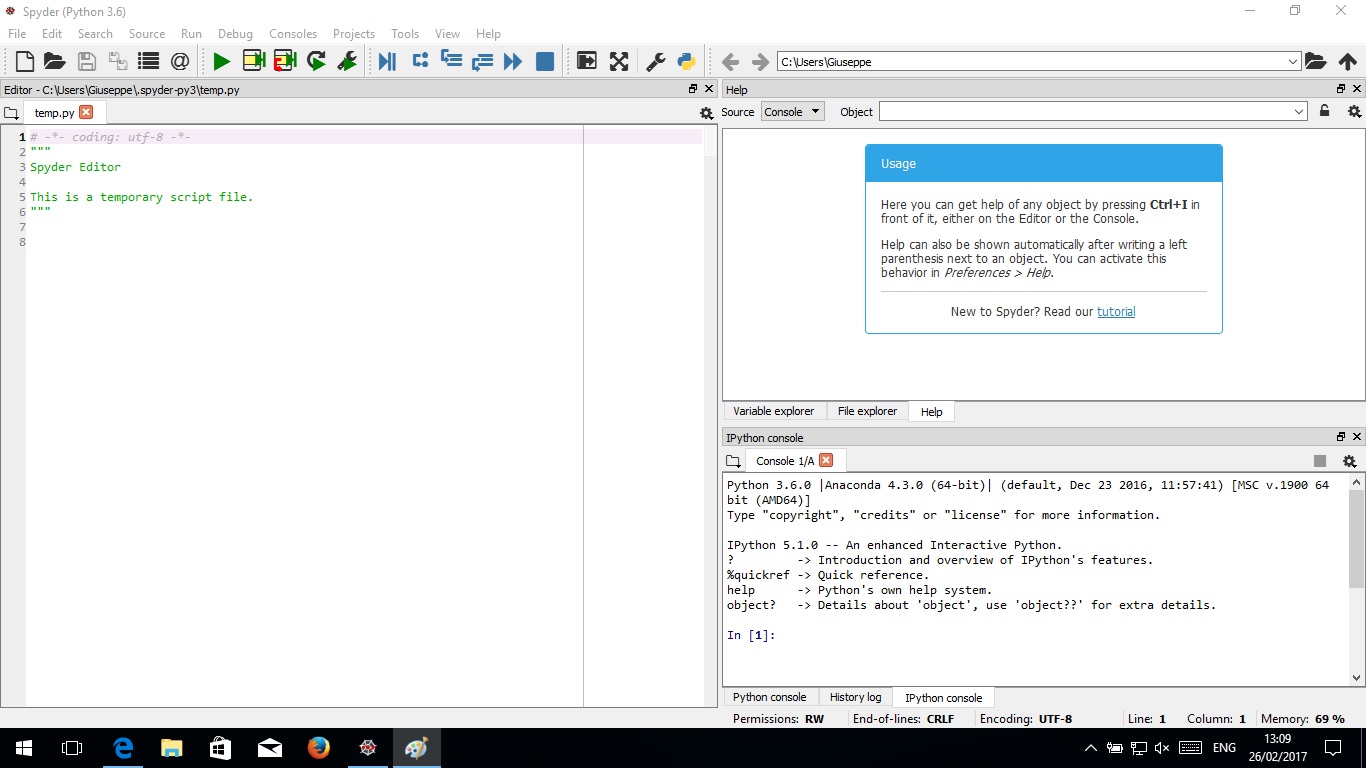 Spyder (Python 3.6)
File Edit Search Source Run Debug Consoles Projects Tools View Help
C:\Users\Giuseppe
Editor - C:\Users\Giuseppe\.spyder-py3\temp.py
temp.py
1 # -*- coding: utf-8 -*-
2 """
3 Spyder Editor
4
5 This is a temporary script file.
6 """
7
8
Help
Source Console Object
Usage
Here you can get help of any object by pressing Ctrl+I in
front of it, either on the Editor or the Console.
Help can also be shown automatically after writing a left
parenthesis next to an object. You can activate this
behavior in Preferences > Help.
New to Spyder? Read our tutorial
Variable explorer File explorer Help
IPython console
Console 1/A
Python 3.6.0 |Anaconda 4.3.0 (64-bit)| (default, Dec 23 2016, 11:57:41) [MSC v.1900 64
bit (AMD64)]
Type "copyright", "credits" or "license" for more information.
IPython 5.1.0 -- An enhanced Interactive Python.
? -> Introduction and overview of IPython's features.
%quickref -> Quick reference.
help -> Python's own help system.
object? -> Details about 'object', use 'object??' for extra details.
In [1]:
Python console History log IPython console
Permissions: RW End-of-lines: CRLF Encoding: UTF-8 Line: 1 Column: 1 Memory: 69 %
ENG
13:09
26/02/2017